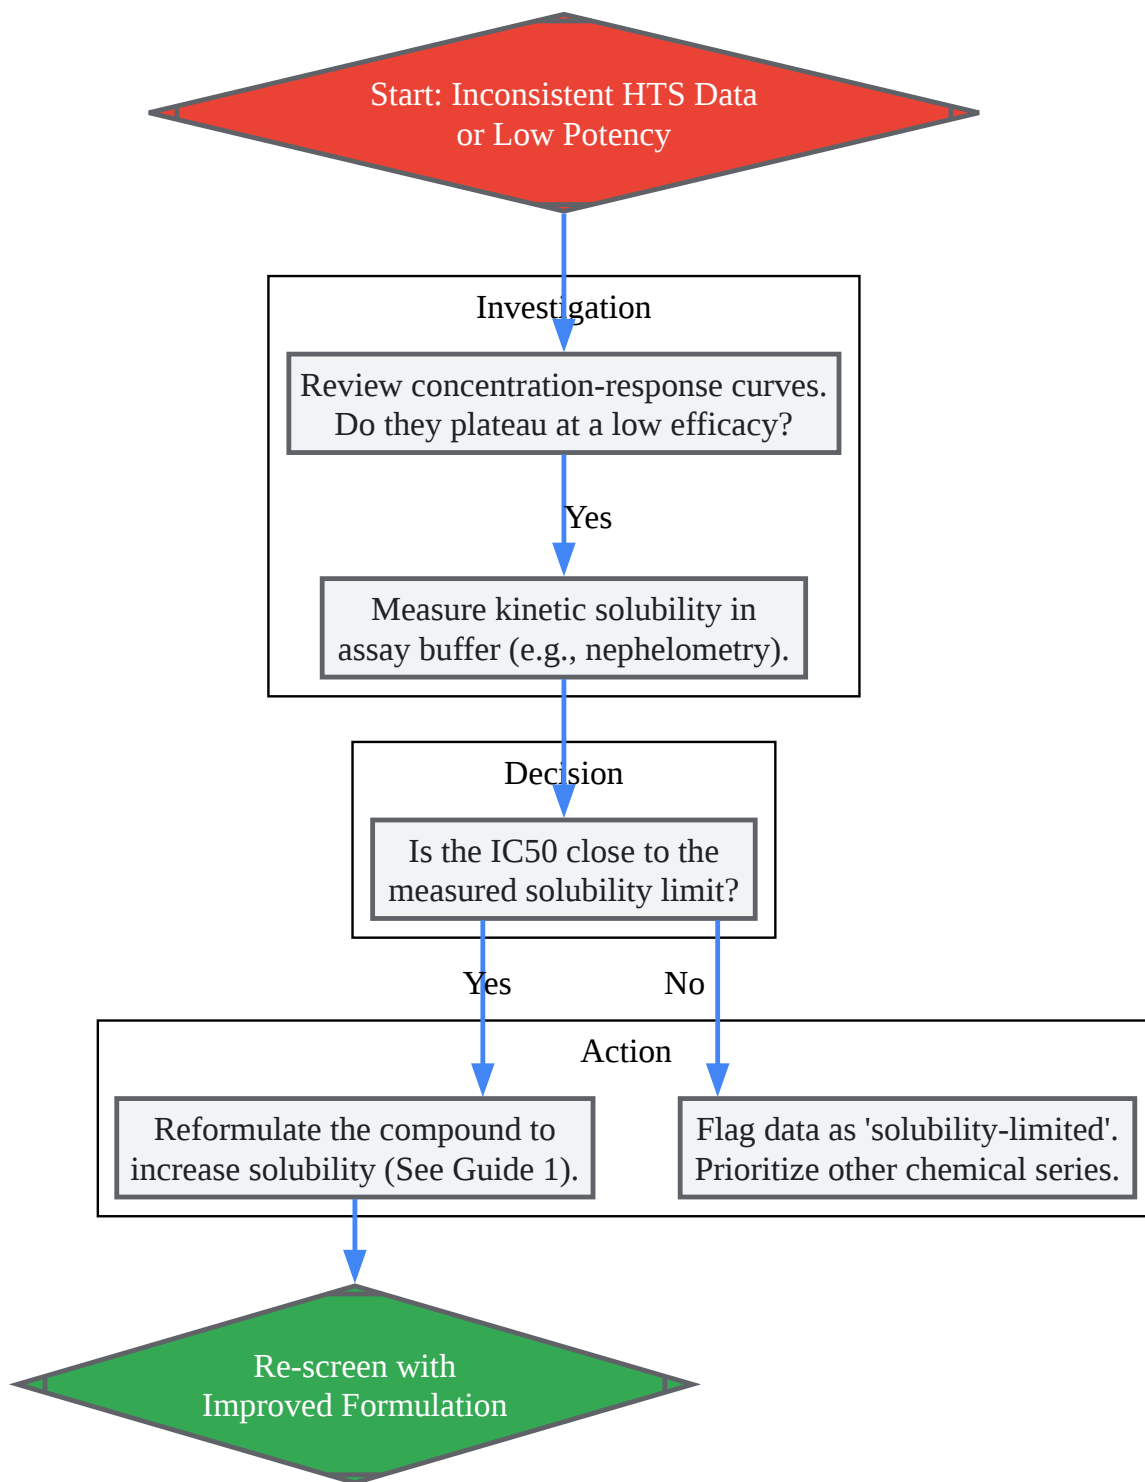 Start: Inconsistent HTS Data
or Low Potency
Investigation
Review concentration-response curves.
Do they plateau at a low efficacy?
Yes
Measure kinetic solubility in
assay buffer (e.g., nephelometry).
Decision
Is the IC50 close to the
measured solubility limit?
Yes
No
Action
Reformulate the compound to
increase solubility (See Guide 1).
Flag data as 'solubility-limited'.
Prioritize other chemical series.
Re-screen with
Improved Formulation